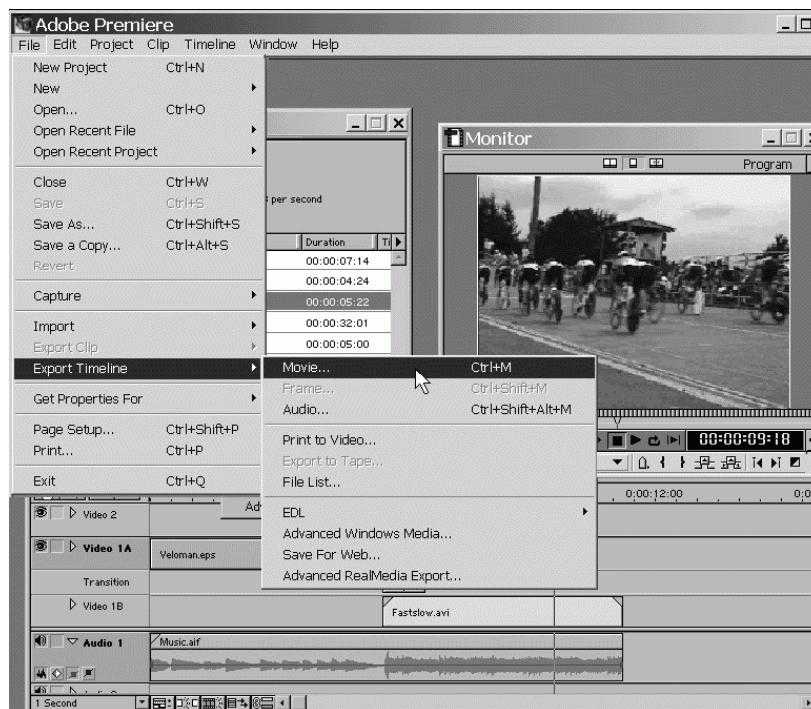 Adobe Premiere
File Edit Project Clip Timeline Window Help
New Project Ctrl+N
New
Open... Ctrl+O
Open Recent File
Open Recent Project
Close Ctrl+W
Save Ctrl+S
Save As... Ctrl+Shift+S
Save a Copy... Ctrl+Alt+S
Revert
Capture
Import
Export Clip
Export Timeline
Get Properties For
Page Setup... Ctrl+Shift+P
Print... Ctrl+P
Exit Ctrl+Q
per second
Duration Ti
00:00:07:14
00:00:04:24
00:00:05:22
00:00:32:01
00:00:05:00
Monitor
Program
00:00:09:18
Movie... Ctrl+M
Frame... Ctrl+Shift+M
Audio... Ctrl+Shift+Alt+M
Print to Video...
Export to Tape...
File List...
EDL
Advanced Windows Media...
Save For Web...
Advanced RealMedia Export...
0:00:12:00 0:0
Video 2
Video 1A
Veloman.eps
Transition
Video 1B
Fastslow.avi
Audio 1
Music.aif
1 Second